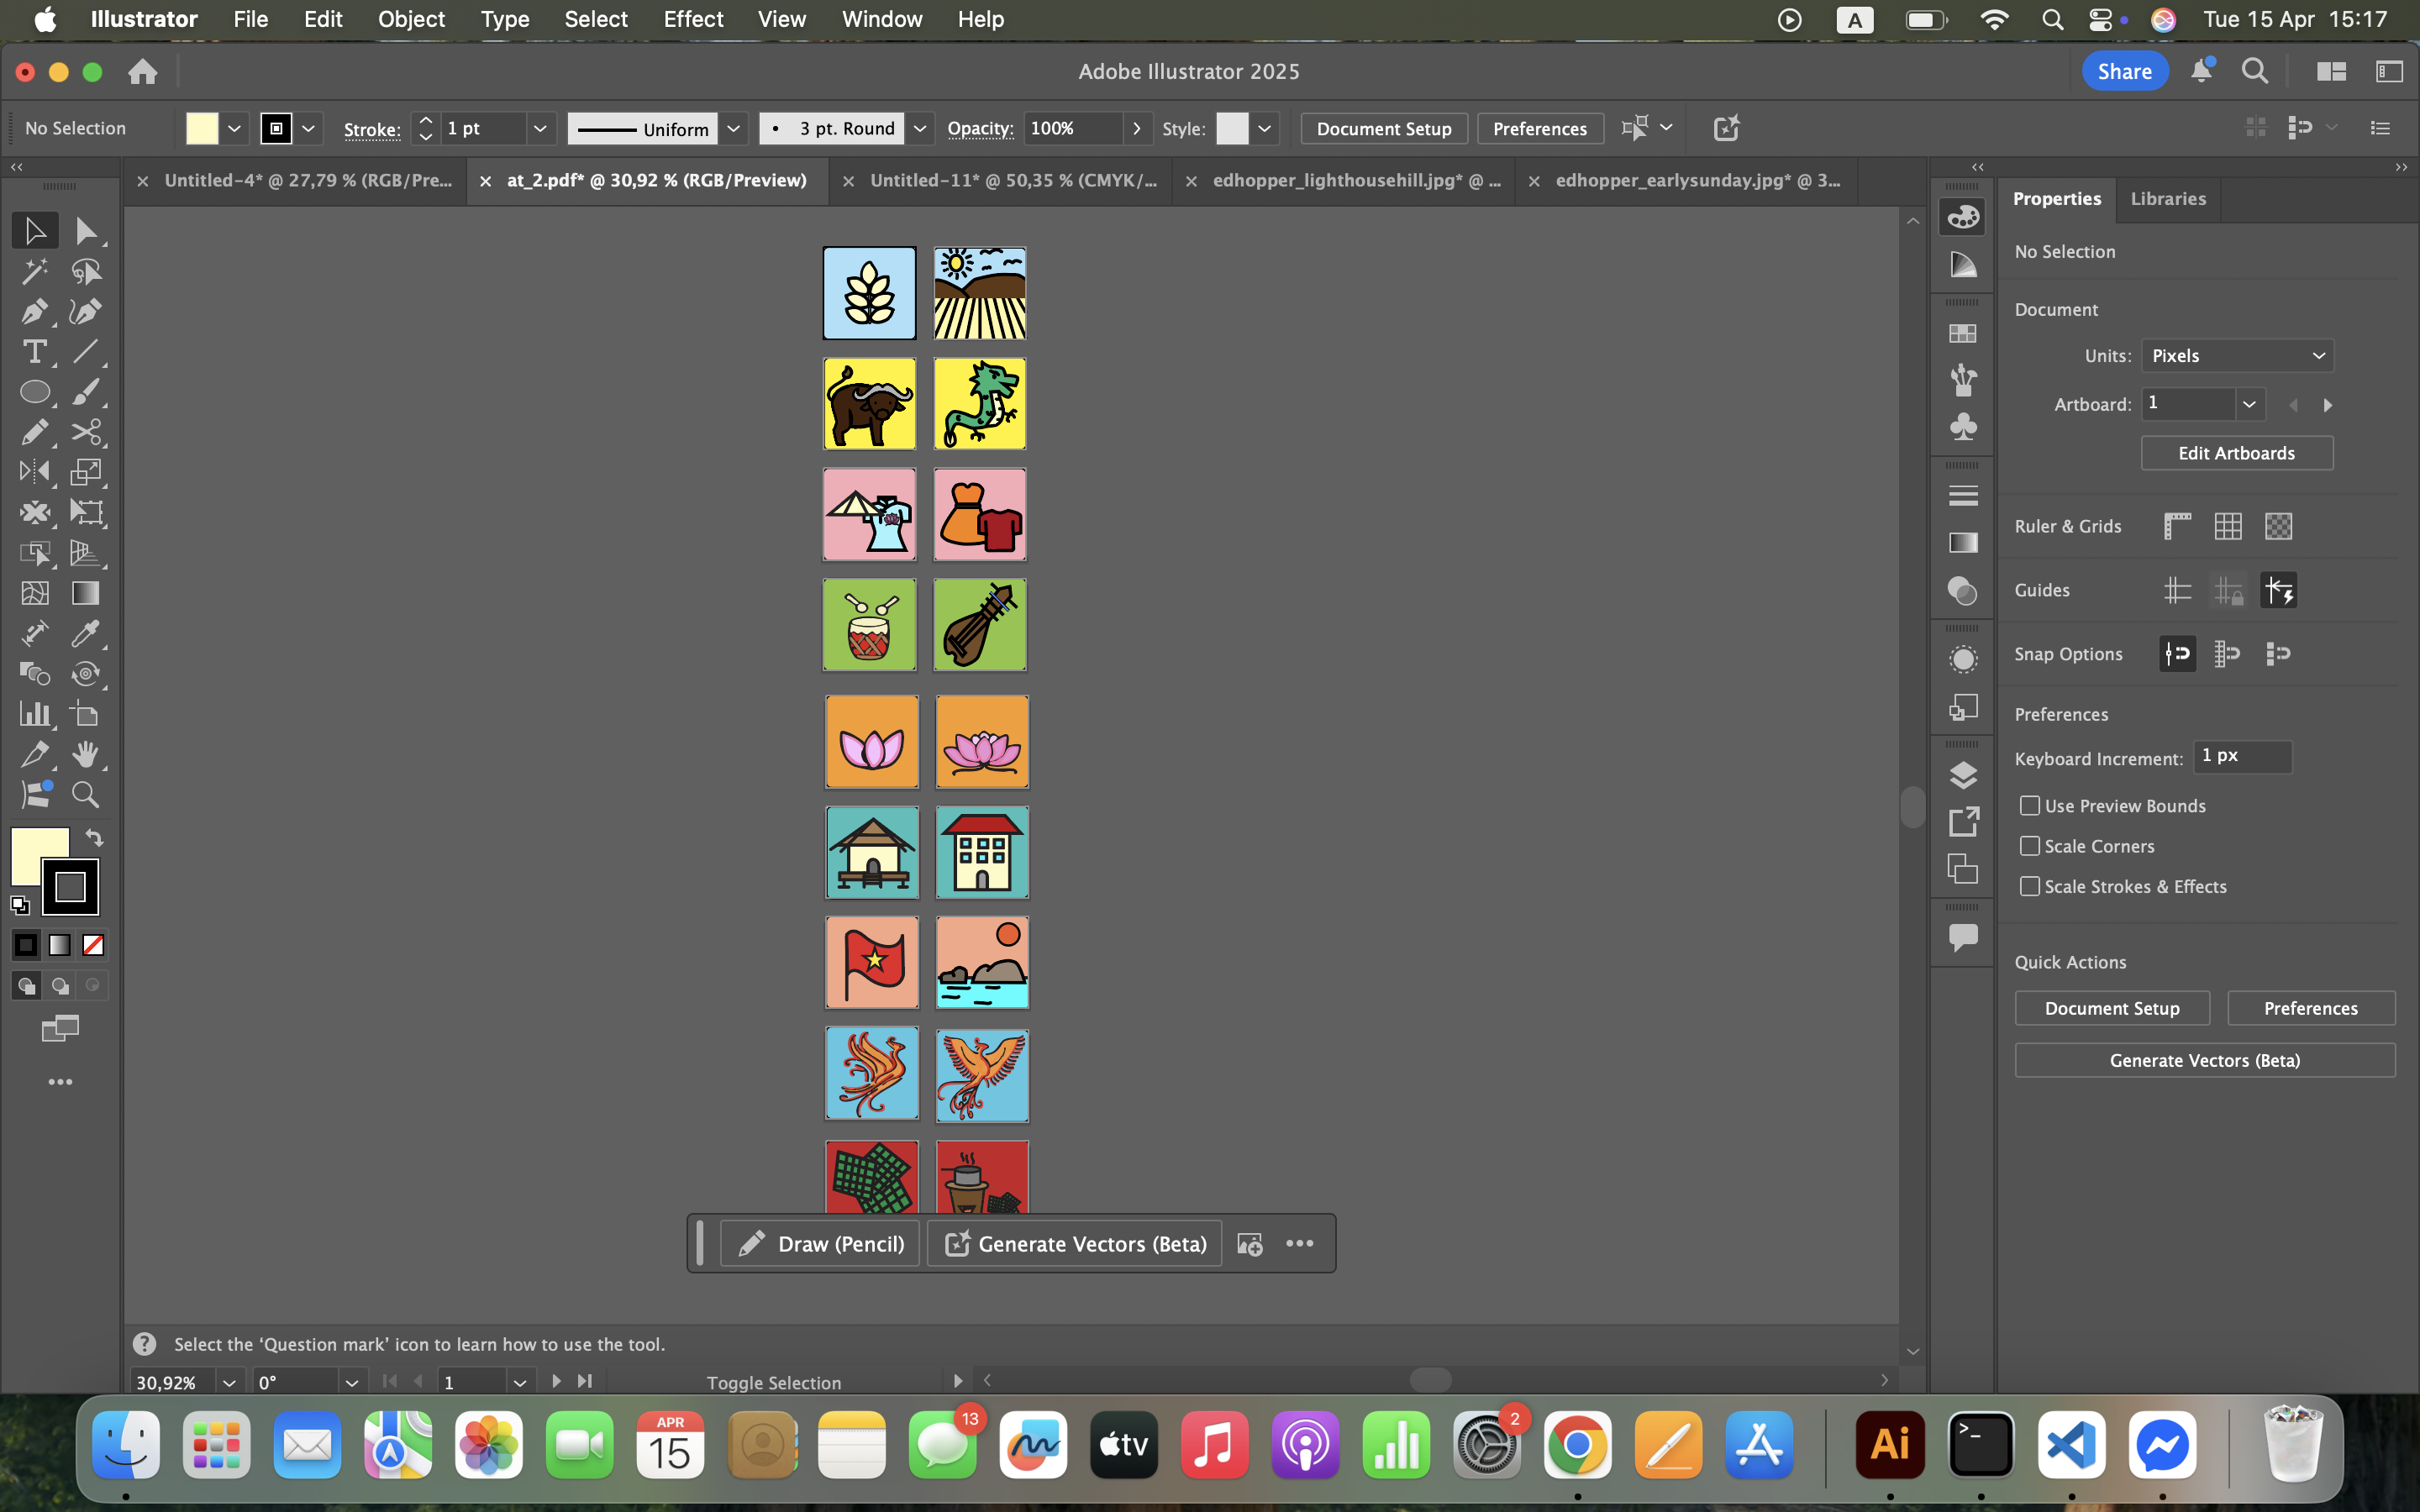 Illustrator File Edit Object Type Select Effect View Window Help A Tue 15 Apr 15:17
Adobe Illustrator 2025 Share
No Selection Stroke: 1 pt Uniform 3 pt. Round Opacity: 100% Style: Document Setup Preferences
Untitled-4* @ 27,79 % (RGB/Pre... at_2.pdf* @ 30,92 % (RGB/Preview) Untitled-11* @ 50,35 % (CMYK/... edhopper_lighthousehill.jpg* @ ... edhopper_earlysunday.jpg* @ 3...
Properties Libraries
No Selection
Document
Units: Pixels
Artboard: 1
Edit Artboards
Ruler & Grids
Guides
Snap Options
Preferences
Keyboard Increment: 1 px
Use Preview Bounds
Scale Corners
Scale Strokes & Effects
Quick Actions
Document Setup Preferences
Generate Vectors (Beta)
Draw (Pencil) Generate Vectors (Beta)
Select the ‘Question mark’ icon to learn how to use the tool.
30,92% 0° 1 Toggle Selection
APR
15
13
tv
2
Ai
>_